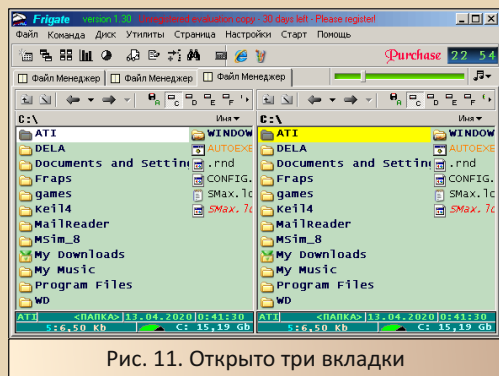 Frigate version 1.30 Unregistered evaluation copy - 30 days left - Please register!
Файл Команда Диск Утилиты Страница Настройки Старт Помощь
Purchase 22 54
Файл Менеджер Файл Менеджер Файл Менеджер
A C D E F A C D E F
C:\ Имя C:\ Имя
ATI WINDOW ATI WINDOW
DELA AUTOEXE DELA AUTOEXE
Documents and Settin .rnd Documents and Settin .rnd
Fraps CONFIG. Fraps CONFIG.
games SMax.lc games SMax.lc
Keil4 SMax.lc Keil4 SMax.lc
MailReader MailReader
MSim_8 MSim_8
My Downloads My Downloads
My Music My Music
Program Files Program Files
WD WD
ATI <ПАПКА> 13.04.2020 0:41:30 ATI <ПАПКА> 13.04.2020 0:41:30
5:6,50 Kb C: 15,19 Gb 5:6,50 Kb C: 15,19 Gb
Рис. 11. Открыто три вкладки